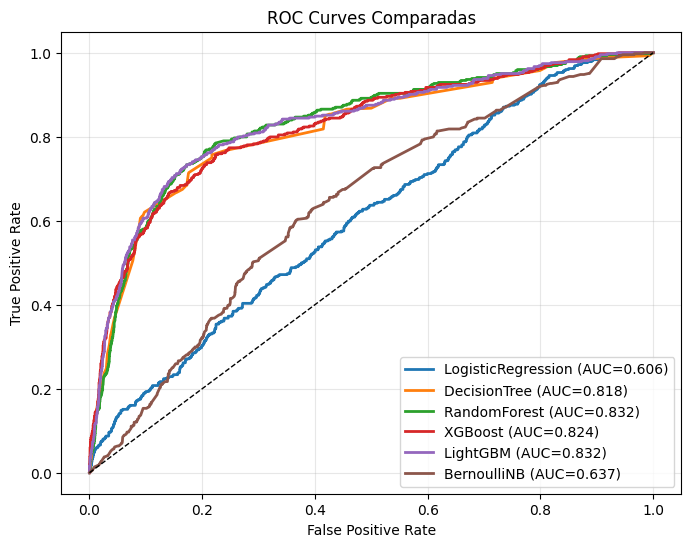 ROC Curves Comparadas
True Positive Rate
1.0
0.8
0.6
0.4
0.2
0.0
LogisticRegression (AUC=0.606)
DecisionTree (AUC=0.818)
RandomForest (AUC=0.832)
XGBoost (AUC=0.824)
LightGBM (AUC=0.832)
BernoulliNB (AUC=0.637)
0.0 0.2 0.4 0.6 0.8 1.0
False Positive Rate